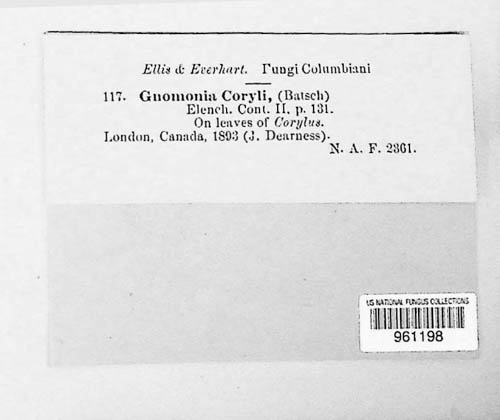 Ellis & Everhart. Fungi Columbiani
117. Gnomonia Coryli, (Batsch)
Elench. Cont. II, p. 131.
On leaves of Corylus.
London, Canada, 1893 (J. Dearness).
N. A. F. 2361.
US NATIONAL FUNGUS COLLECTIONS
961198